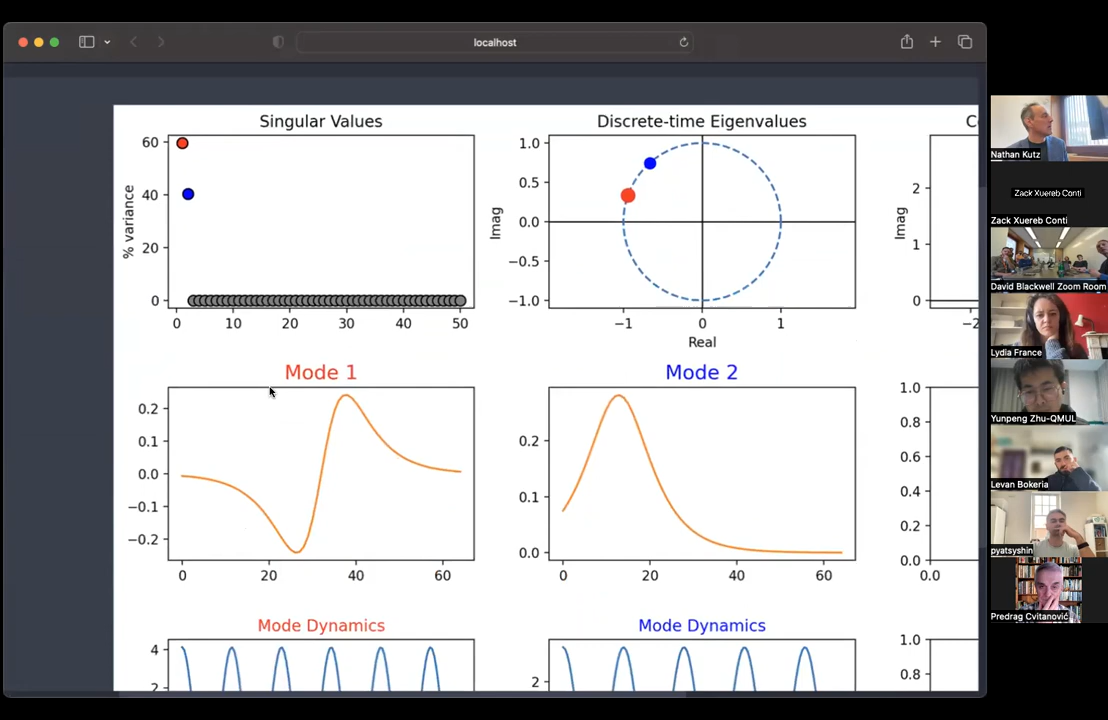 localhost
Singular Values
Discrete-time Eigenvalues
C
% variance
60
40
20
0
0 10 20 30 40 50
Imag
1.0
0.5
0.0
−0.5
−1.0
−1 0 1
Real
Imag
2
1
0
−2
Mode 1
Mode 2
0.2
0.1
0.0
−0.1
−0.2
0 20 40 60
0.2
0.1
0.0
0 20 40 60
1.0
0.8
0.6
0.4
0.2
0.0
0.0
Mode Dynamics
Mode Dynamics
4
2
2
1.0
0.8
Nathan Kutz
Zack Xuereb Conti
Zack Xuereb Conti
David Blackwell Zoom Room
Lydia France
Yunpeng Zhu-QMUL
Levan Bokeria
pyatsyshin
Predrag Cvitanović